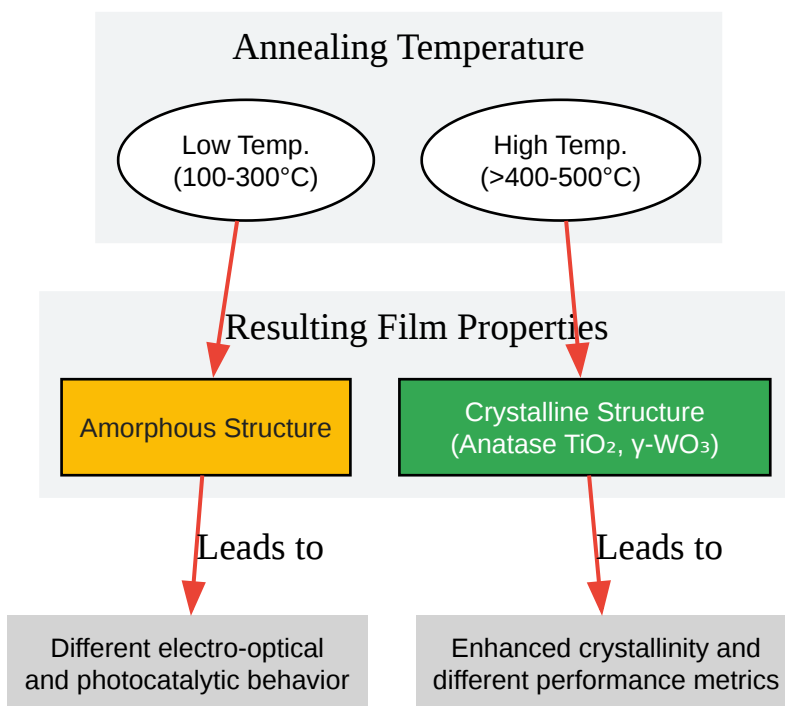 Annealing Temperature
Low Temp.
(100-300°C)
High Temp.
(>400-500°C)
Resulting Film Properties
Amorphous Structure
Crystalline Structure
(Anatase TiO₂, γ-WO₃)
Leads to
Leads to
Different electro-optical
and photocatalytic behavior
Enhanced crystallinity and
different performance metrics